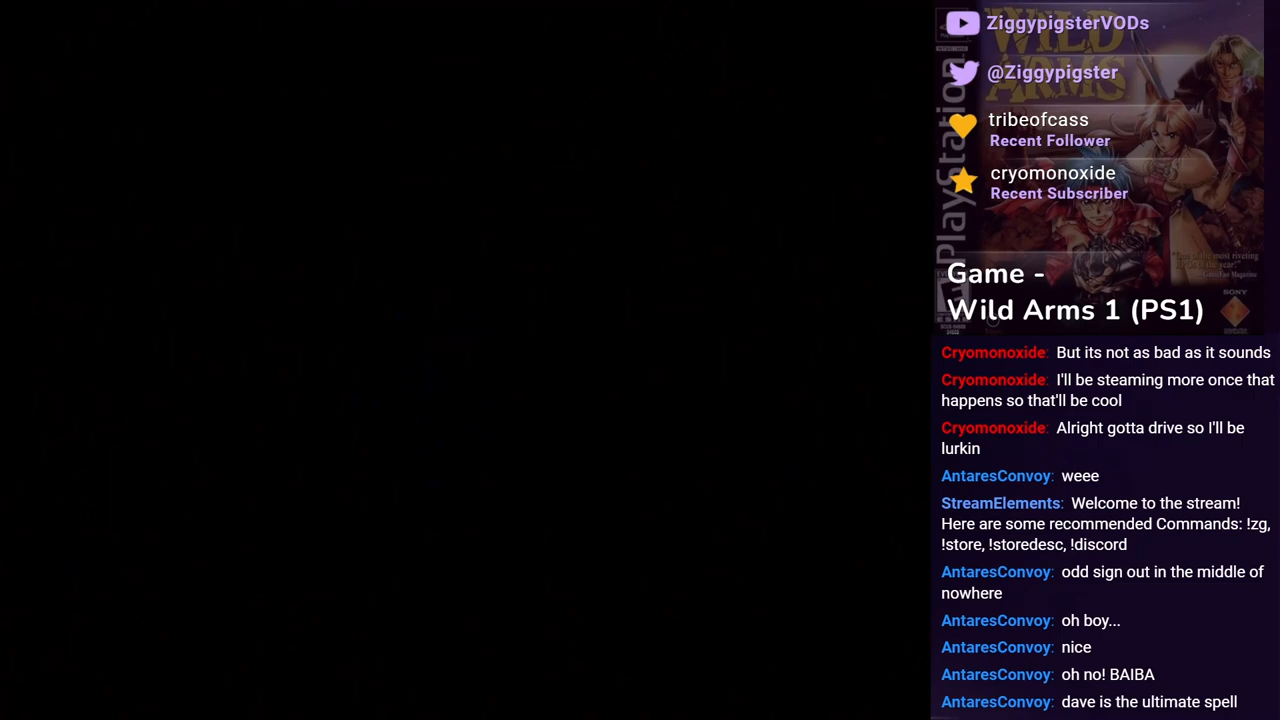 ZiggypigsterVODs
@Ziggypigster
tribeofcass
Recent Follower
cryomonoxide
Recent Subscriber
WILD
ARMS
PlayStation
SONY
Game -
Wild Arms 1 (PS1)
Cryomonoxide: But its not as bad as it sounds
Cryomonoxide: I'll be steaming more once that
happens so that'll be cool
Cryomonoxide: Alright gotta drive so I'll be
lurkin
AntaresConvoy: weee
StreamElements: Welcome to the stream!
Here are some recommended Commands: !zg,
!store, !storedesc, !discord
AntaresConvoy: odd sign out in the middle of
nowhere
AntaresConvoy: oh boy...
AntaresConvoy: nice
AntaresConvoy: oh no! BAIBA
AntaresConvoy: dave is the ultimate spell